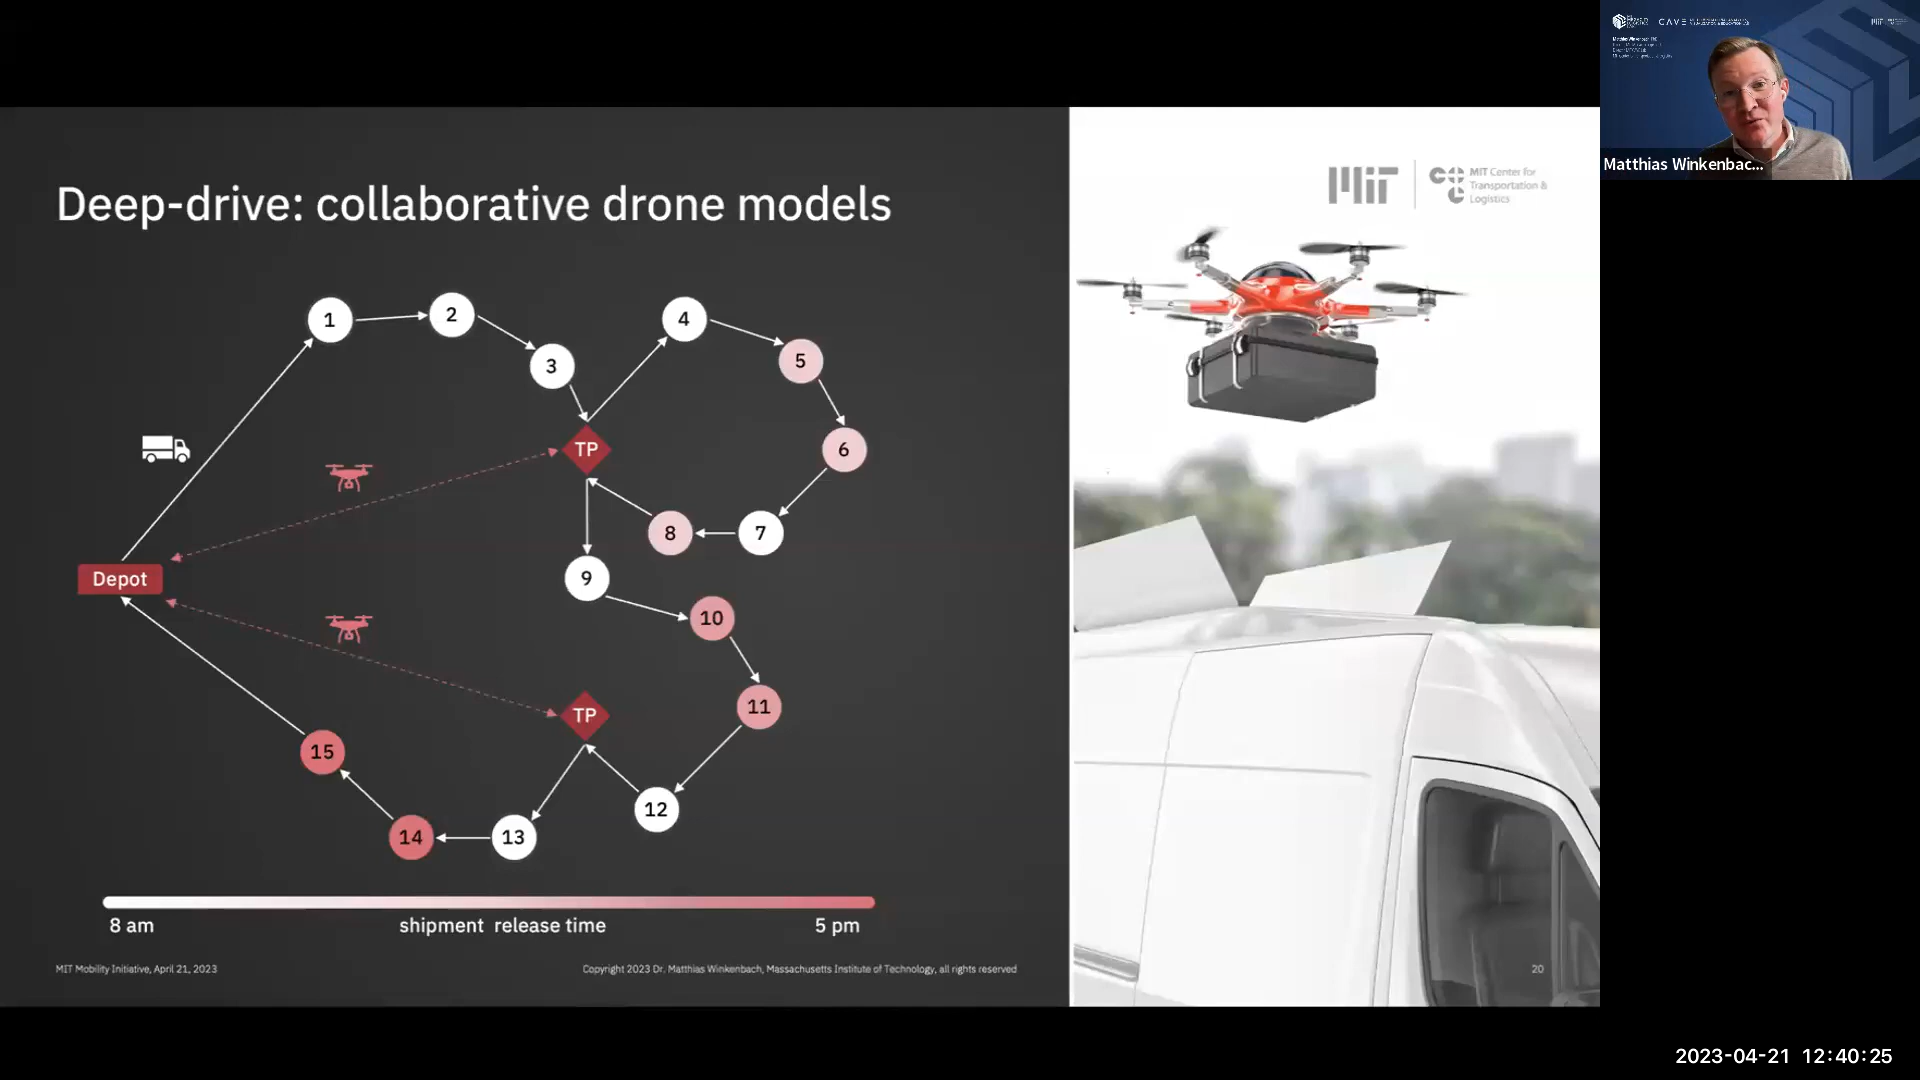 Deep-drive: collaborative drone models
MIT Center for
Transportation &
Logistics
1
2
3
4
5
6
TP
7
8
Depot
9
10
11
TP
12
13
14
15
8 am
shipment release time
5 pm
MIT Mobility Initiative, April 21, 2023
Copyright 2023 Dr. Matthias Winkenbach, Massachusetts Institute of Technology, all rights reserved
20
CAVE
Matthias Winkenbac...
2023-04-21 12:40:25